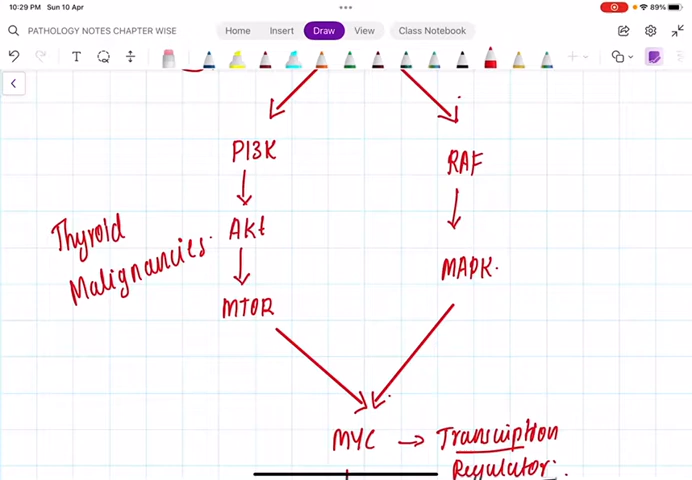 10:29 PM Sun 10 Apr
89%
PATHOLOGY NOTES CHAPTER WISE
Home Insert Draw View Class Notebook
PI3K
RAF
Thyroid
Malignancies.
AKt
MAPK.
MTOR
MYC → Transcription
Regulator.